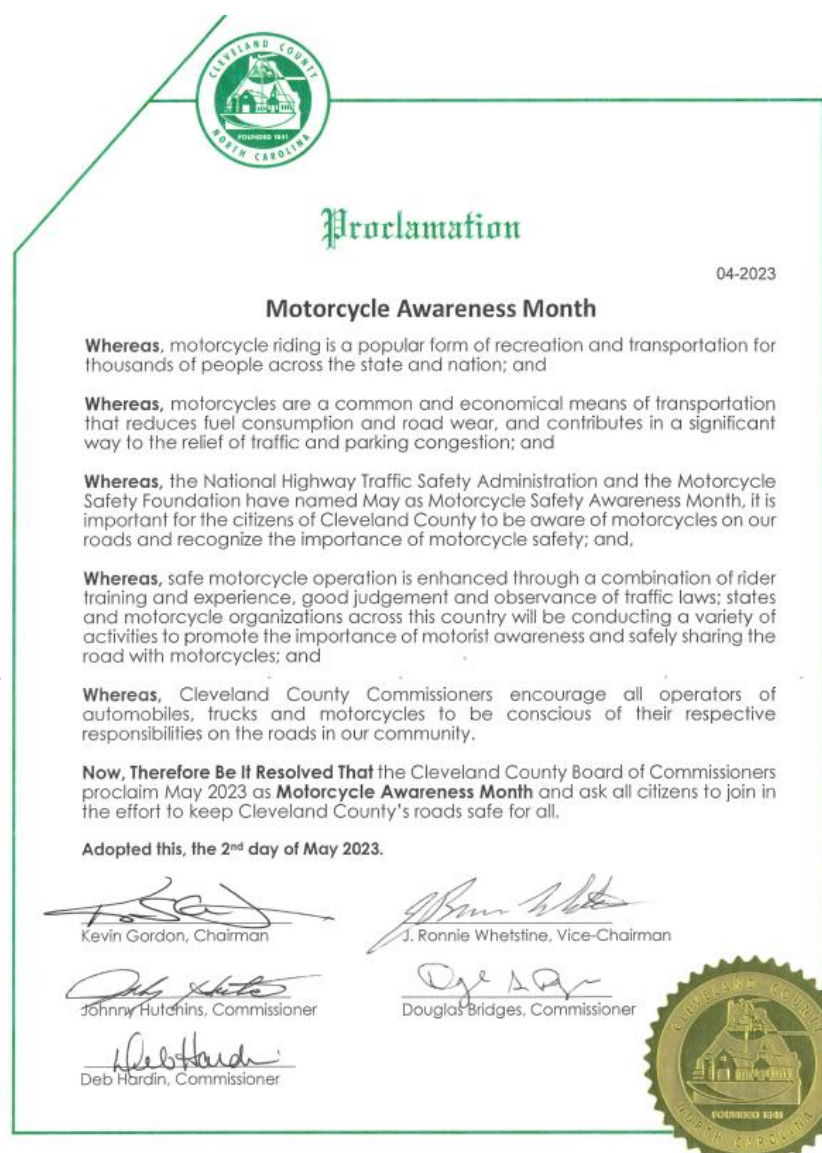 CLEVELAND COUNTY
FOUNDED 1841
NORTH CAROLINA
Proclamation
04-2023
Motorcycle Awareness Month
Whereas, motorcycle riding is a popular form of recreation and transportation for
thousands of people across the state and nation; and
Whereas, motorcycles are a common and economical means of transportation
that reduces fuel consumption and road wear, and contributes in a significant
way to the relief of traffic and parking congestion; and
Whereas, the National Highway Traffic Safety Administration and the Motorcycle
Safety Foundation have named May as Motorcycle Safety Awareness Month, it is
important for the citizens of Cleveland County to be aware of motorcycles on our
roads and recognize the importance of motorcycle safety; and,
Whereas, safe motorcycle operation is enhanced through a combination of rider
training and experience, good judgement and observance of traffic laws; states
and motorcycle organizations across this country will be conducting a variety of
activities to promote the importance of motorist awareness and safely sharing the
road with motorcycles; and
Whereas, Cleveland County Commissioners encourage all operators of
automobiles, trucks and motorcycles to be conscious of their respective
responsibilities on the roads in our community.
Now, Therefore Be It Resolved That the Cleveland County Board of Commissioners
proclaim May 2023 as Motorcycle Awareness Month and ask all citizens to join in
the effort to keep Cleveland County's roads safe for all.
Adopted this, the 2nd day of May 2023.
Kevin Gordon, Chairman
J. Ronnie Whetstine, Vice-Chairman
Johnny Hutchins, Commissioner
Douglas Bridges, Commissioner
Deb Hardin
Deb Hardin, Commissioner
CLEVELAND COUNTY
FOUNDED 1841
NORTH CAROLINA